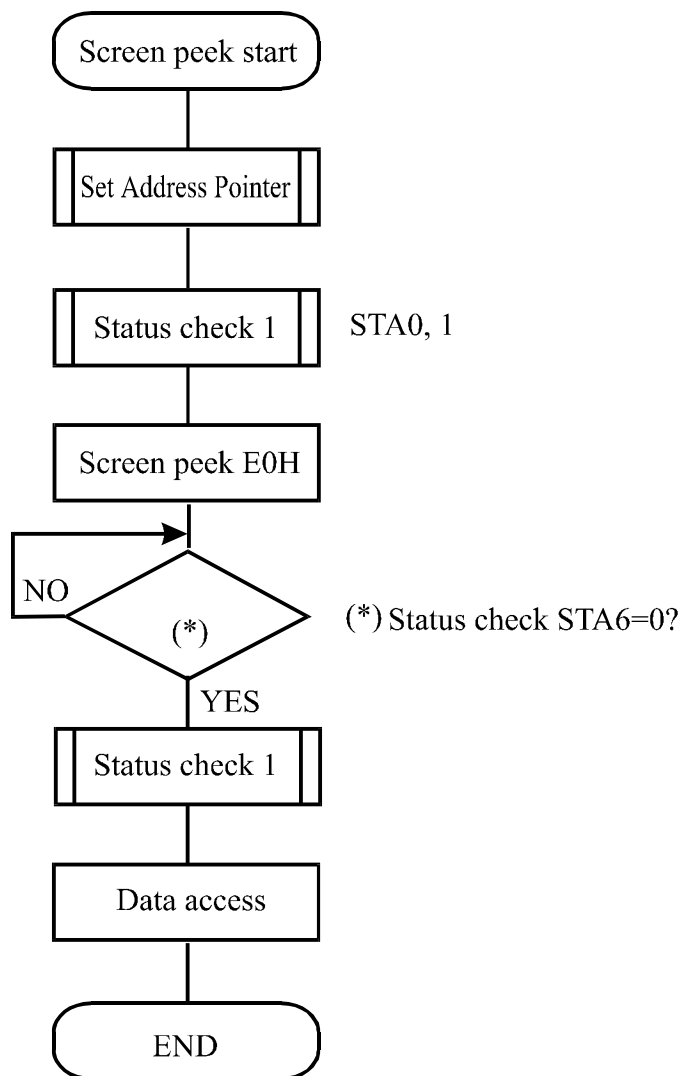 Screen peek start
Set Address Pointer
Status check 1
STA0, 1
Screen peek E0H
NO
(*)
(*) Status check STA6=0?
YES
Status check 1
Data access
END